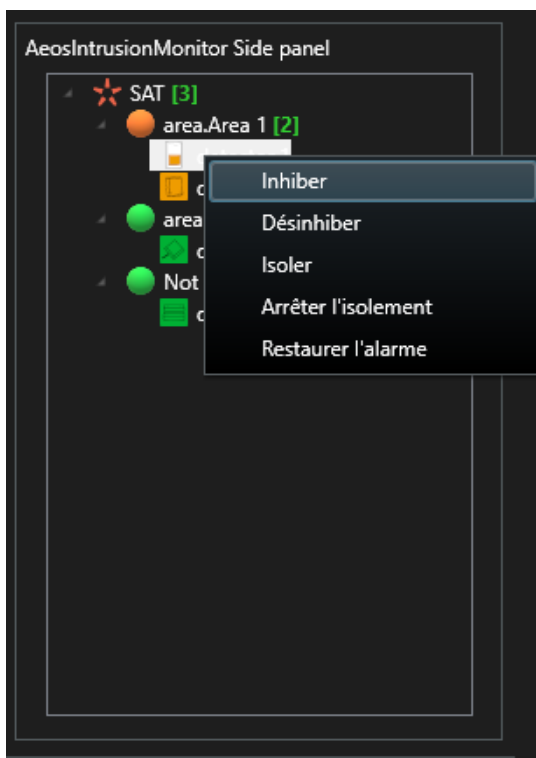 AeosIntrusionMonitor Side panel
SAT [3]
area.Area 1 [2]
Inhiber
area
Désinhiber
Isoler
Not
Arrêter l'isolement
Restaurer l'alarme